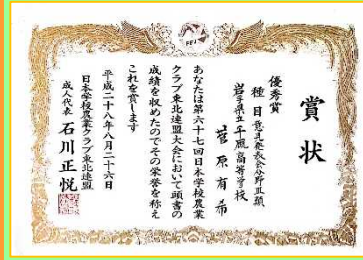 FFJ
賞状
優秀賞
種目 意見発表会分野類
岩手県立千厩高等学校
菅原有希
あなたは第六十七回日本学校農業
クラブ東北連盟大会において頭書の
成績を収めたのでその栄誉を称え
これを賞します
平成二十八年八月二十六日
日本学校農業クラブ東北連盟
成人代表 石川正悦